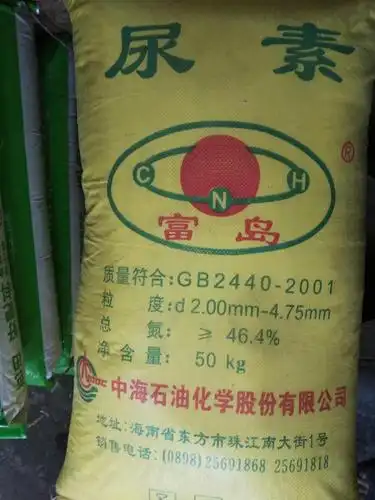 尿素
®
C N H
富岛
质量符合:GB2440-2001
粒 度:d 2.00mm-4.75mm
总 氮: ≥ 46.4%
净含量: 50 kg
中海石油化学股份有限公司
地址:海南省东方市珠江南大街1号
销售电话:(0898)25691868 25691818